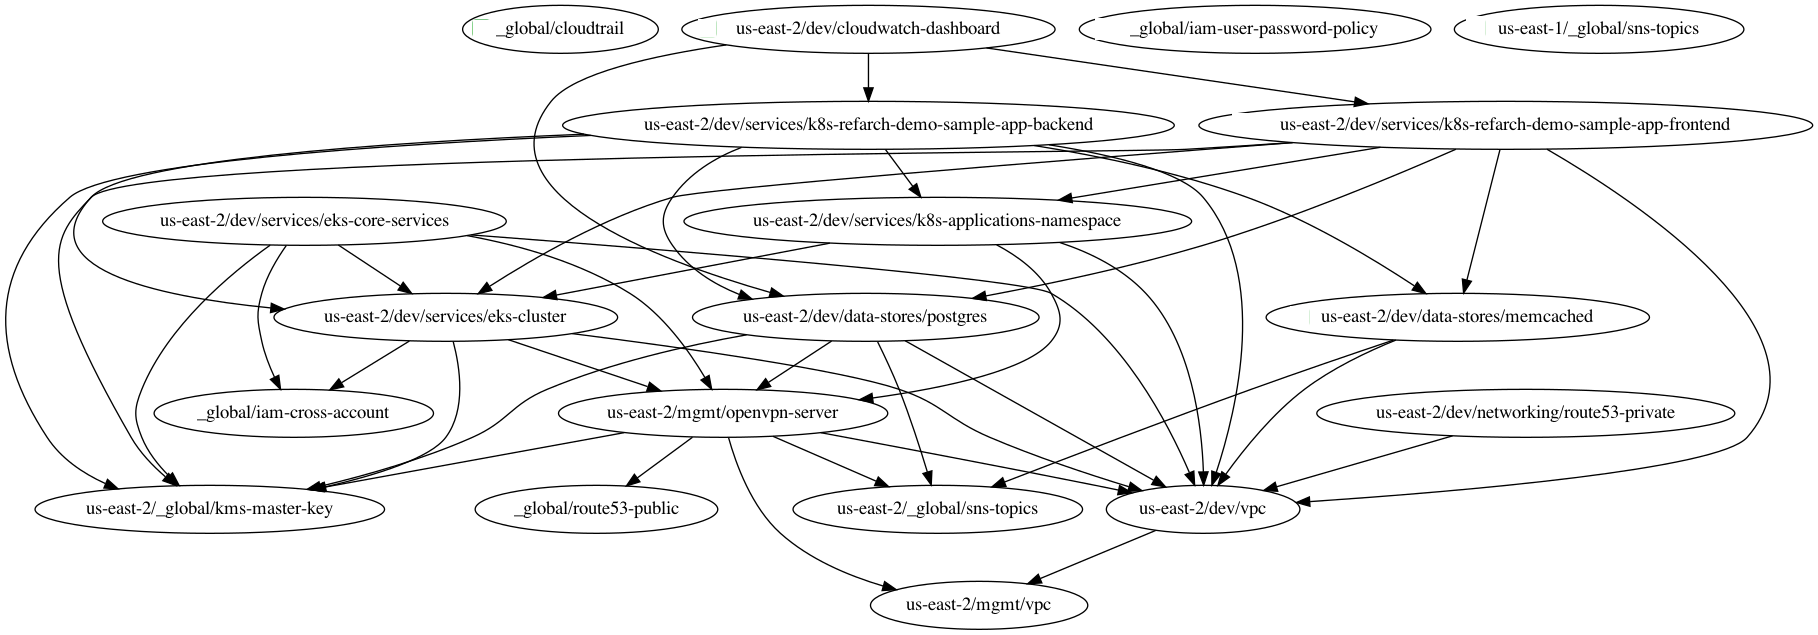 _global/cloudtrail
us-east-2/dev/cloudwatch-dashboard
_global/iam-user-password-policy
us-east-1/_global/sns-topics
us-east-2/dev/services/k8s-refarch-demo-sample-app-backend
us-east-2/dev/services/k8s-refarch-demo-sample-app-frontend
us-east-2/dev/services/eks-core-services
us-east-2/dev/services/k8s-applications-namespace
us-east-2/dev/services/eks-cluster
us-east-2/dev/data-stores/postgres
us-east-2/dev/data-stores/memcached
_global/iam-cross-account
us-east-2/mgmt/openvpn-server
us-east-2/dev/networking/route53-private
us-east-2/_global/kms-master-key
_global/route53-public
us-east-2/_global/sns-topics
us-east-2/dev/vpc
us-east-2/mgmt/vpc